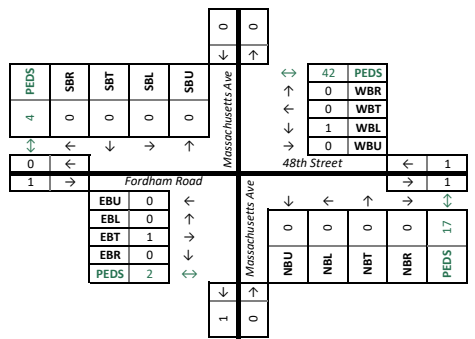 0 0
↓ ↑
Massachusetts Ave
PEDS SBR SBT SBL SBU
4 0 0 0 0
↕ ← ↓ → ↑
↔ 42 PEDS
↑ 0 WBR
← 0 WBT
↓ 1 WBL
→ 0 WBU
0 ←
48th Street
← 1
1 →
Fordham Road
→ 1
EBU 0 ←
EBL 0 ↑
EBT 1 →
EBR 0 ↓
PEDS 2 ↔
Massachusetts Ave
↓ ← ↑ → ↕
0 0 0 0 17
NBU NBL NBT NBR PEDS
↓ ↑
1 0